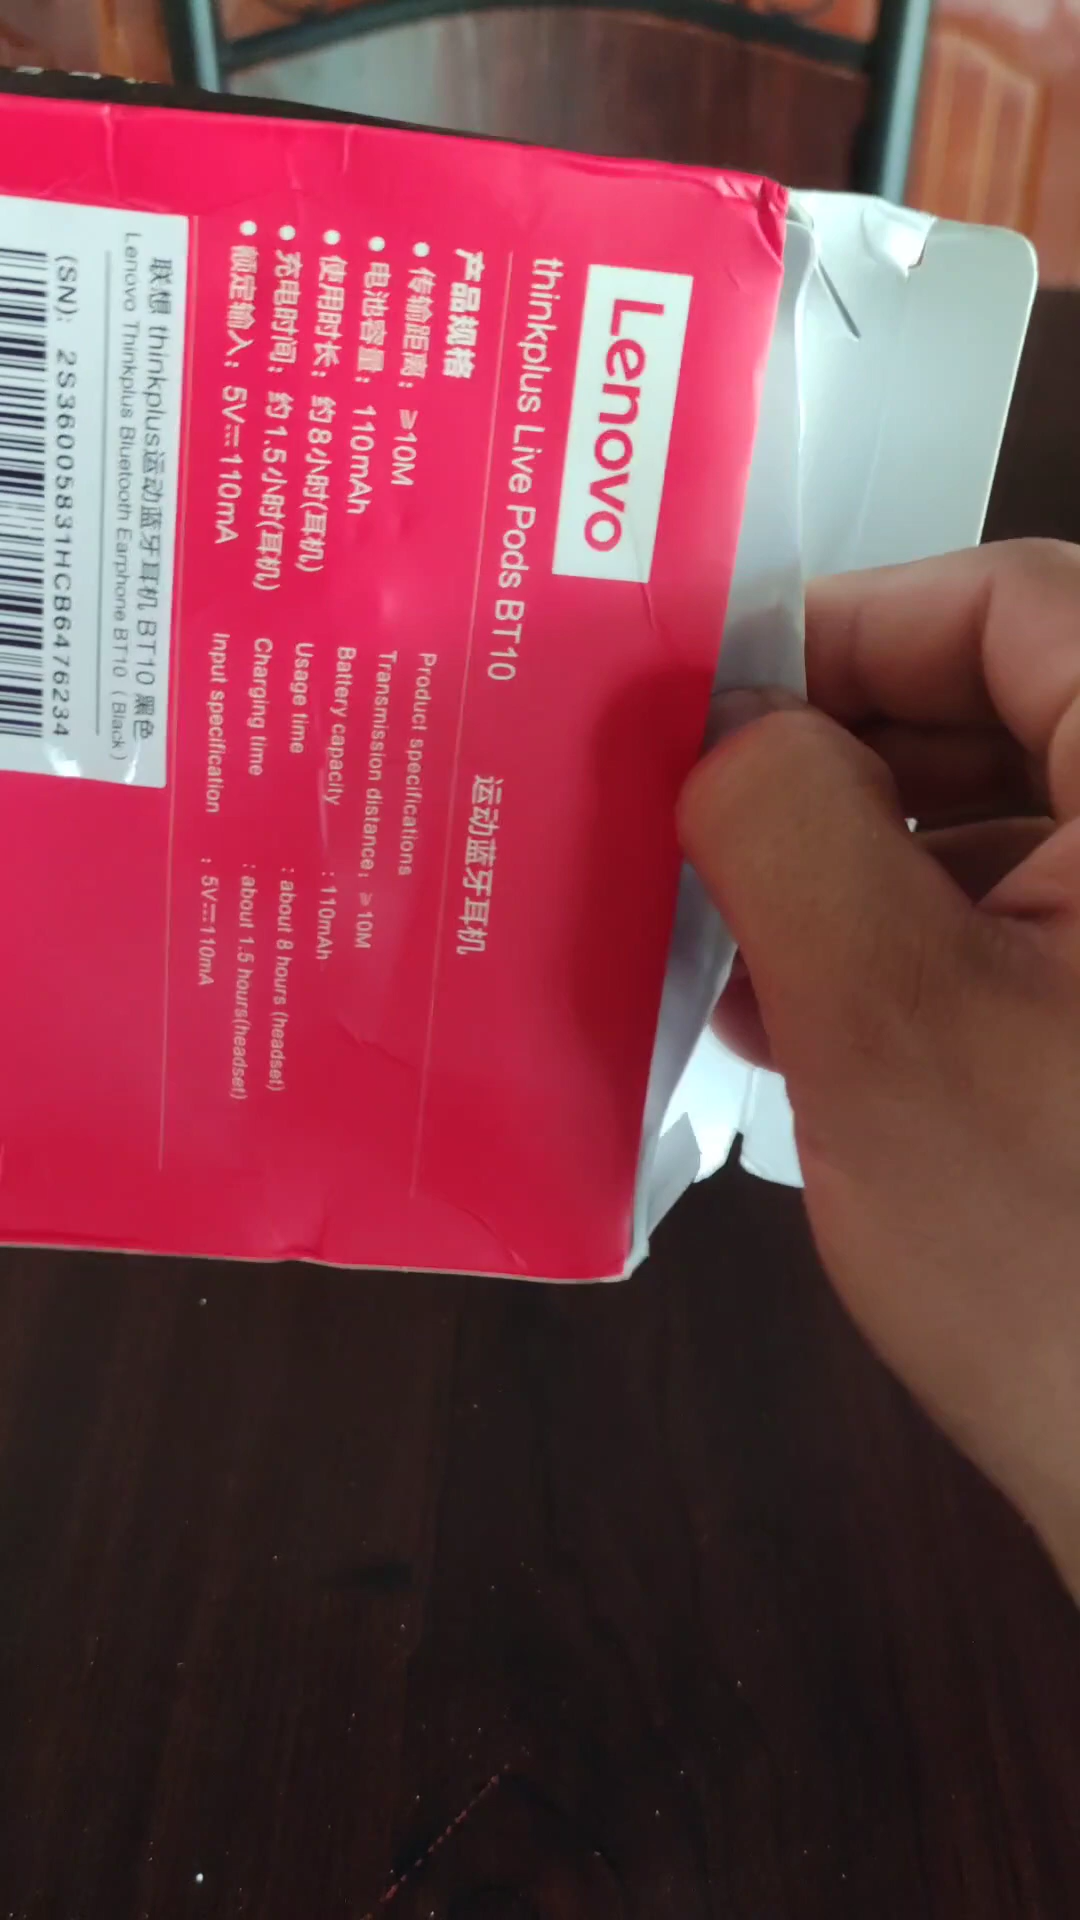 Lenovo
thinkplus Live Pods BT10 运动蓝牙耳机
产品规格
● 传输距离：≥10M
● 电池容量：110mAh
● 使用时长：约8小时(耳机)
● 充电时间：约1.5小时(耳机)
● 额定输入：5V⎓110mA
Product specifications
Transmission distance：≥10M
Battery capacity : 110mAh
Usage time : about 8 hours (headset)
Charging time : about 1.5 hours(headset)
Input specification : 5V⎓110mA
联想 thinkplus运动蓝牙耳机 BT10 黑色
Lenovo Thinkplus Bluetooth Earphone BT10（Black）
(SN): 2S36005831HCB6476234